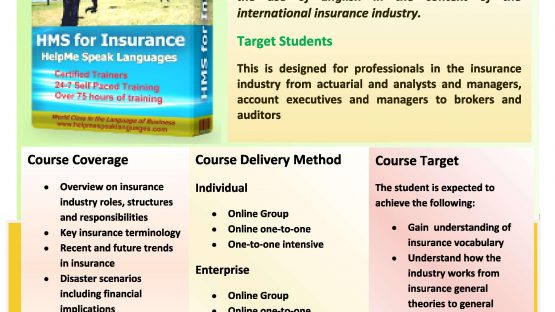 the use of English in the context of the
international insurance industry.
Target Students
This is designed for professionals in the insurance
industry from actuarial and analysts and managers,
account executives and managers to brokers and
auditors
HMS for Insurance
HelpMe Speak Languages
Certified Trainers
24-7 Self Paced Training
Over 75 hours of training
World Class in the Language of Business
www.helpmespeaklanguages.com
HMS for In
Course Coverage
• Overview on insurance
industry roles, structures
and responsibilities
• Key insurance terminology
• Recent and future trends
in insurance
• Disaster scenarios
including financial
implications
Course Delivery Method
Individual
• Online Group
• Online one-to-one
• One-to-one intensive
Enterprise
• Online Group
• Online one-to-one
Course Target
The student is expected to
achieve the following:
• Gain understanding of
insurance vocabulary
• Understand how the
industry works from
insurance general
theories to general